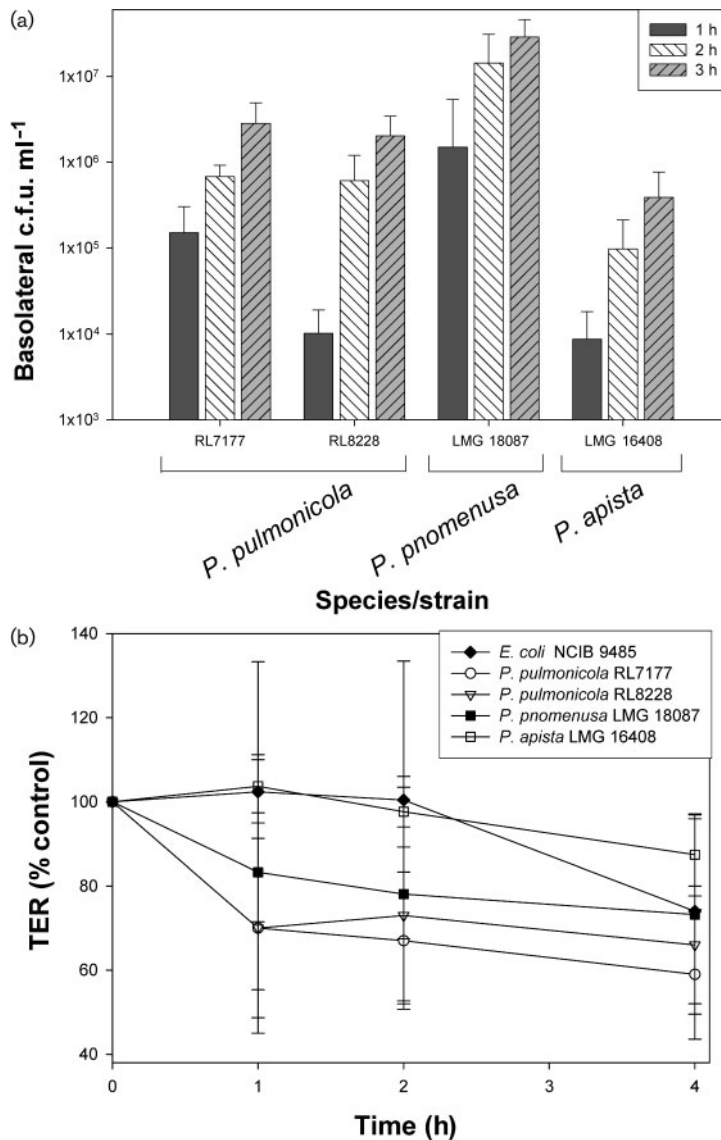 (a)
1 h
2 h
3 h
1x10⁷
1x10⁶
1x10⁵
1x10⁴
1x10³
Basolateral c.f.u. ml⁻¹
RL7177 RL8228 LMG 18087 LMG 16408
P. pulmonicola P. pnomenusa P. apista
Species/strain
(b)
140
120
100
80
60
40
TER (% control)
E. coli NCIB 9485
P. pulmonicola RL7177
P. pulmonicola RL8228
P. pnomenusa LMG 18087
P. apista LMG 16408
0 1 2 3 4
Time (h)